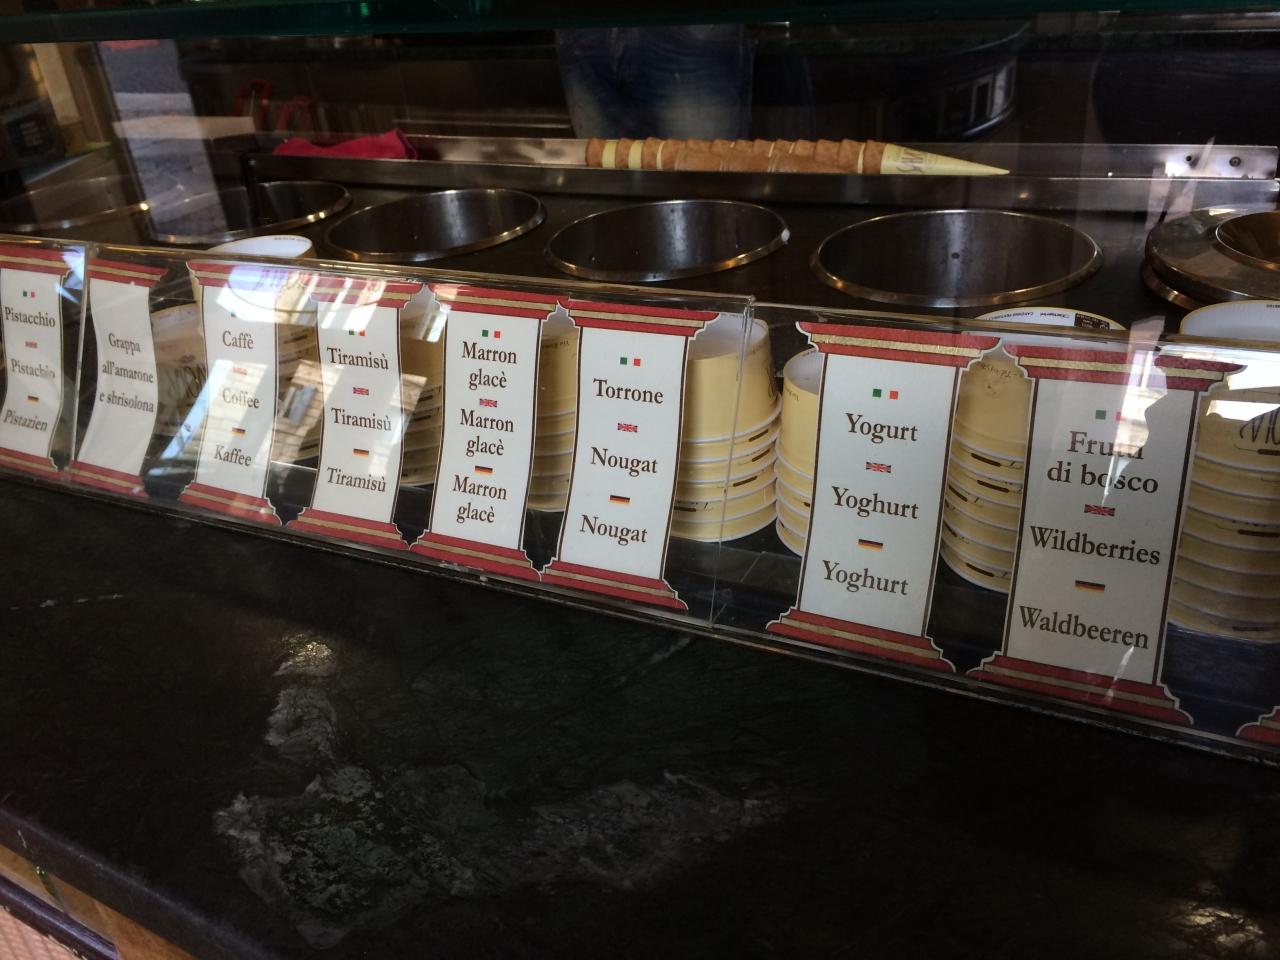 Pistacchio
Pistachio
Pistazien
Grappa
all'amarone
e sbrisolona
Caffè
Coffee
Kaffee
Tiramisù
Tiramisù
Tiramisù
Marron
glacè
Marron
glacè
Marron
glacè
Torrone
Nougat
Nougat
Yogurt
Yoghurt
Yoghurt
Frutti
di bosco
Wildberries
Waldbeeren